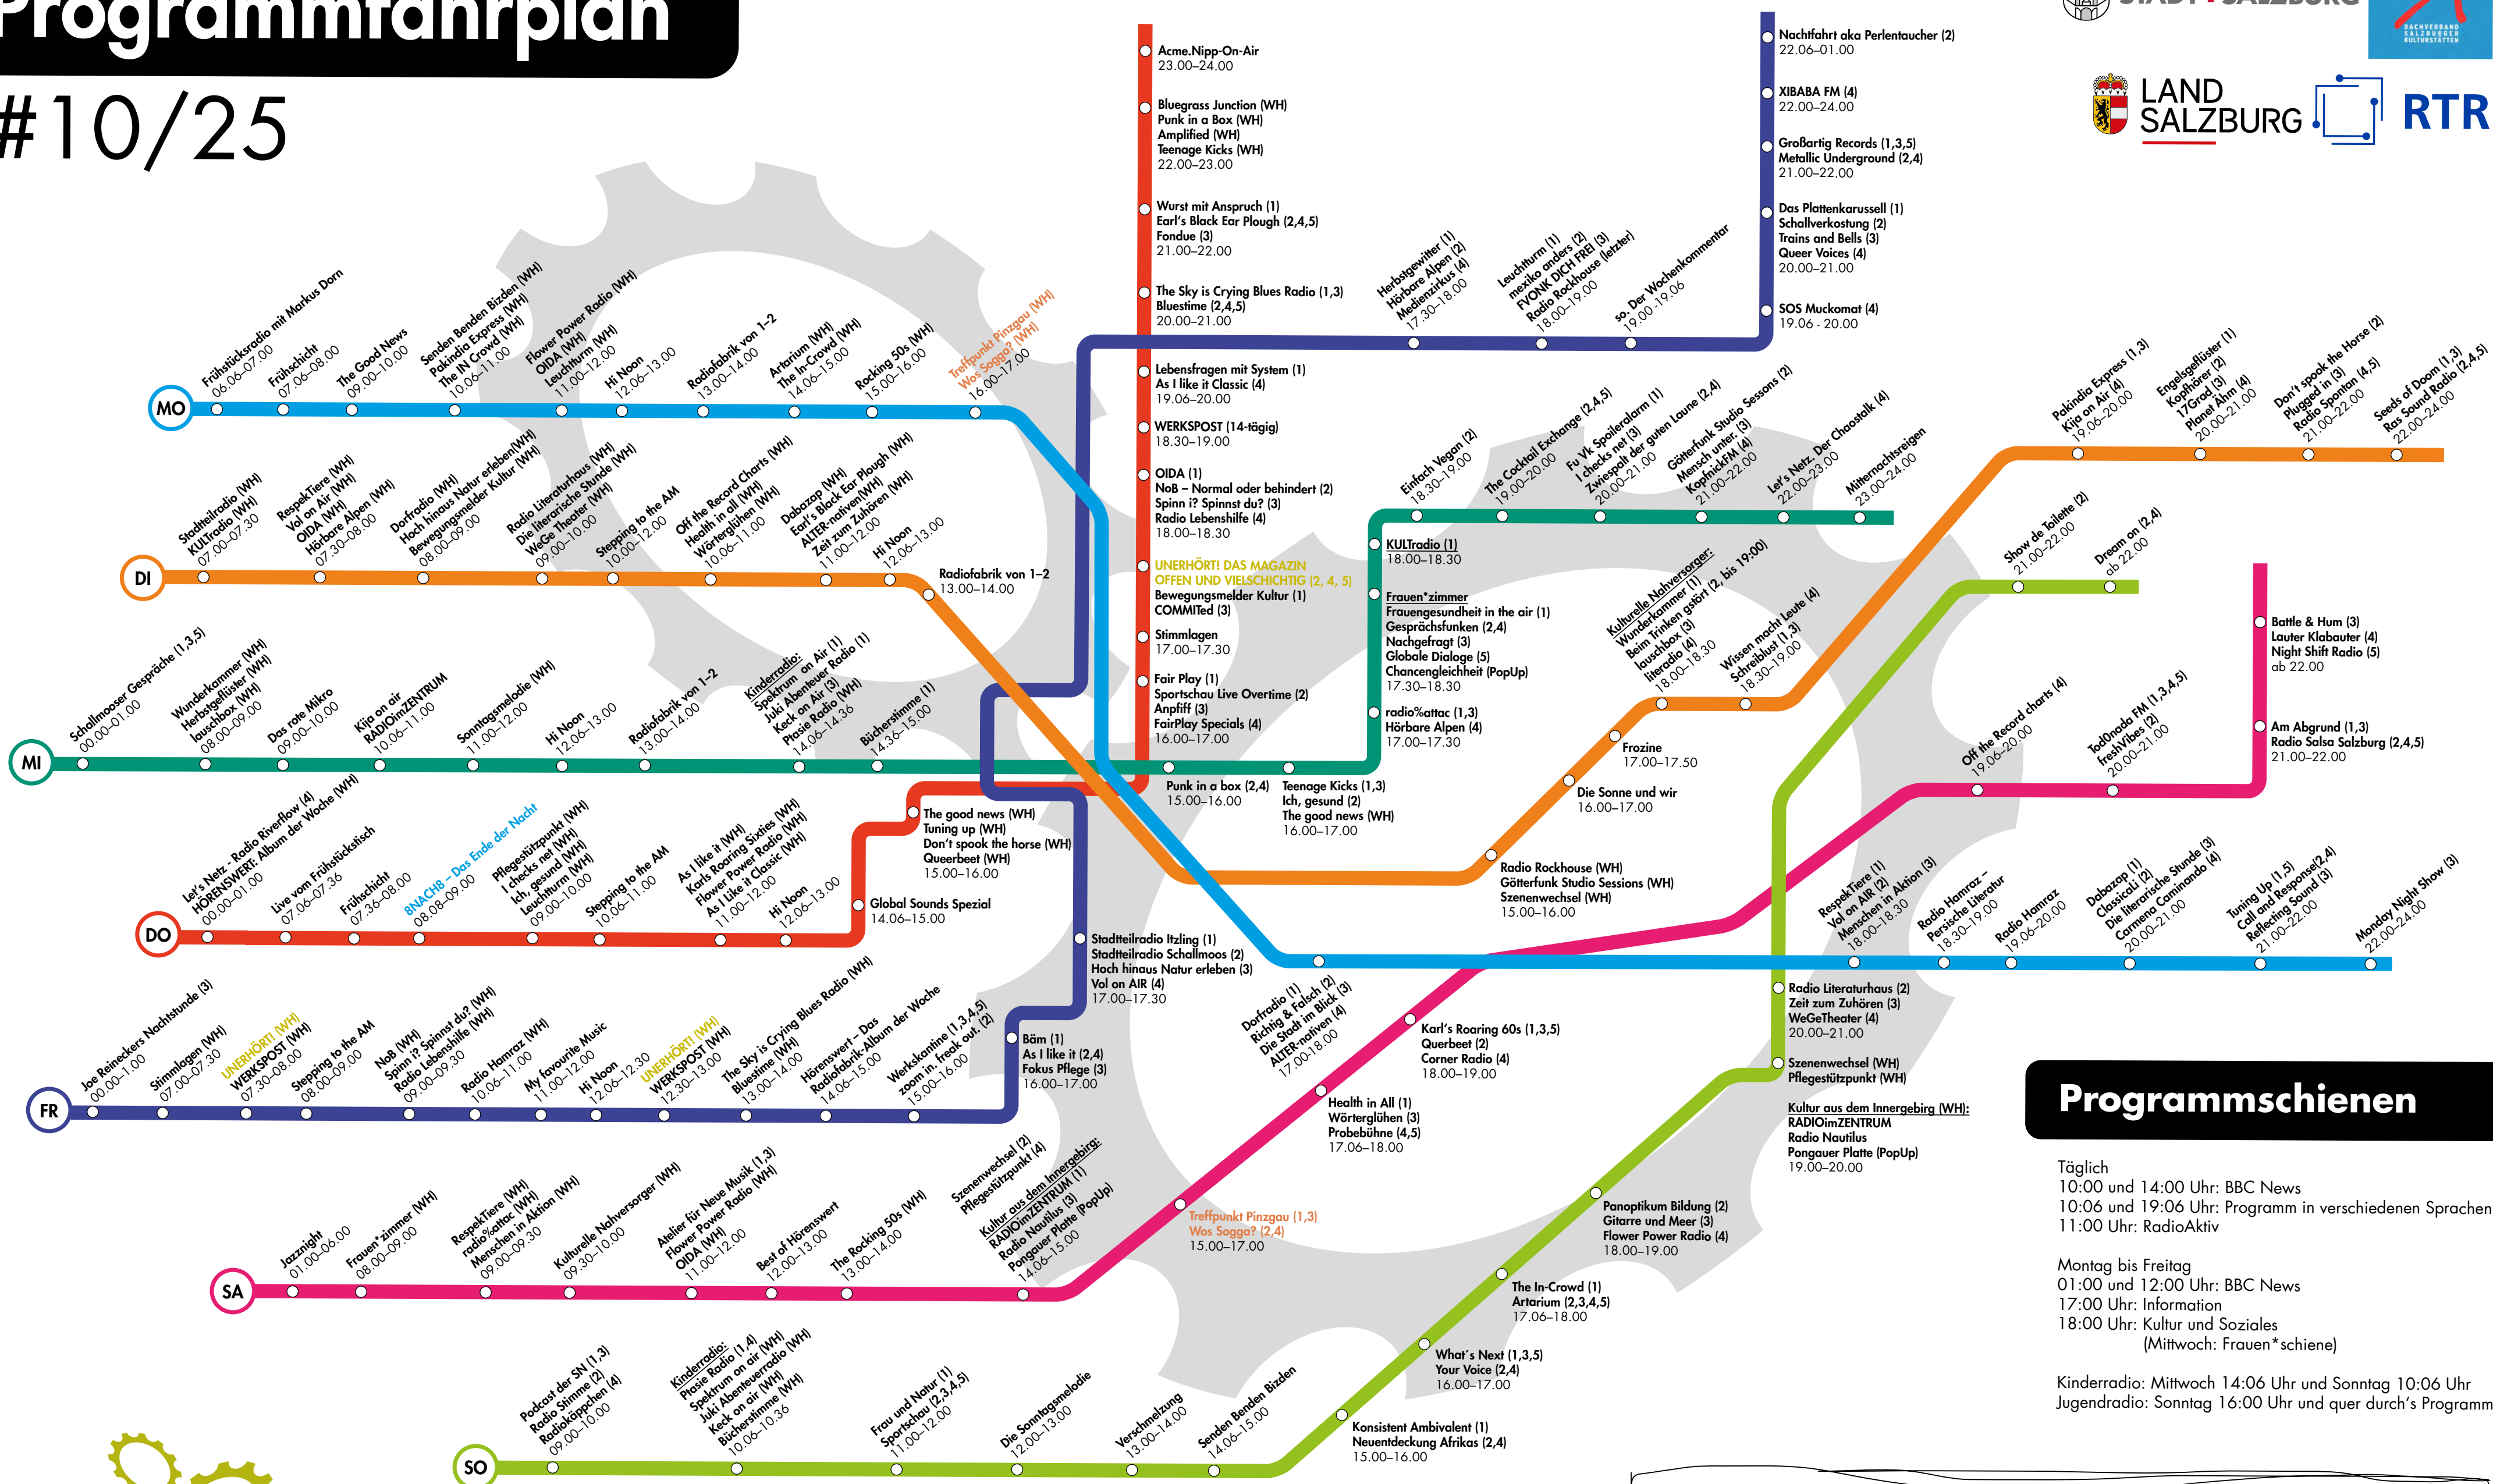 Programmfahrplan
#10/25
STADT SALZBURG
DACHVERBAND
SALZBURGER
KULTURSTÄTTEN
LAND
SALZBURG
RTR
MO
Frühstücksradio mit Markus Dorn
06.06–07.00
Frühschicht
07.06–08.00
The Good News
09.00–10.00
Senden Benden Bizden (WH)
Pakindia Express (WH)
The IN Crowd (WH)
10.06–11.00
Flower Power Radio (WH)
OIDA (WH)
Leuchtturm (WH)
11.00–12.00
Hi Noon
12.06–13.00
Radiofabrik von 1–2
13.00–14.00
Artarium (WH)
The In-Crowd (WH)
14.06–15.00
Rocking 50s (WH)
15.00–16.00
Treffpunkt Pinzgau (WH)
Was Sogga? (WH)
16.00–17.00
Dorfradio (1)
Richtig & Falsch (2)
Die Stadt im Blick (3)
ALTER-nativen (4)
17.00-18.00
RespekTiere (1)
Vol on AIR (2)
Menschen in Aktion (3)
18.00–18.30
Radio Hamraz –
Persische Literatur
18.30–19.00
Radio Hamraz
19.06–20.00
Dabazap (1)
ClassicaLi (2)
Die literarische Stunde (3)
Carmena Caminando (4)
20.00–21.00
Tuning Up (1,5)
Call and Response(2,4)
Reflecting Sound (3)
21.00–22.00
Monday Night Show (3)
22.00–24.00
DI
Stadtteilradio (WH)
KULTradio (WH)
07.00–07.30
RespekTiere (WH)
Vol on Air (WH)
OIDA (WH)
Hörbare Alpen (WH)
07.30–08.00
Dorfradio (WH)
Hoch hinaus Natur erleben(WH)
Bewegungsmelder Kultur (WH)
08.00–09.00
Radio Literaturhaus (WH)
Die literarische Stunde (WH)
WeGe Theater (WH)
09.00–10.00
Stepping to the AM
10.00–12.00
Off the Record Charts (WH)
Health in all (WH)
Wörterglühen (WH)
10.06–11.00
Dabazap (WH)
Earl's Black Ear Plough (WH)
ALTER-nativen(WH)
Zeit zum Zuhören (WH)
11.00–12.00
Hi Noon
12.06–13.00
Radiofabrik von 1–2
13.00–14.00
Radio Rockhouse (WH)
Götterfunk Studio Sessions (WH)
Szenenwechsel (WH)
15.00–16.00
Die Sonne und wir
16.00–17.00
Frozine
17.00–17.50
Kulturelle Nahversorger:
Wunderkammer (1)
Beim Trinken gstört (2, bis 19:00)
lauschbox (3)
literadio (4)
18.00–18.30
Wissen macht Leute (4)
Schreiblust (1,3)
18.30–19.00
Pakindia Express (1,3)
Kija on Air (4)
19.06–20.00
Engelsgeflüster (1)
Kopfhörer (2)
17Grad (3)
Planet Ahm (4)
20.00–21.00
Don't spook the Horse (2)
Plugged in (3)
Radio Spontan (4,5)
21.00–22.00
Seeds of Doom (1,3)
Ras Sound Radio (2,4,5)
22.00–24.00
MI
Schallmooser Gespräche (1,3,5)
00.00–01.00
Wunderkammer (WH)
Herbstgeflüster (WH)
lauschbox (WH)
08.00–09.00
Das rote Mikro
09.00–10.00
Kija on air
RADIOimZENTRUM
10.06–11.00
Sontagsmelodie (WH)
11.00–12.00
Hi Noon
12.06–13.00
Radiofabrik von 1–2
13.00–14.00
Kinderradio:
Spektrum on Air (1)
Juki Abenteuer Radio (1)
Keck on Air (3)
Ptasie Radio (WH)
14.06–14.36
Bücherstimme (1)
14.36–15.00
Punk in a box (2,4)
15.00–16.00
Teenage Kicks (1,3)
Ich, gesund (2)
The good news (WH)
16.00–17.00
radio%attac (1,3)
Hörbare Alpen (4)
17.00–17.30
Frauen*zimmer
Frauengesundheit in the air (1)
Gesprächsfunken (2,4)
Nachgefragt (3)
Globale Dialoge (5)
Chancengleichheit (PopUp)
17.30–18.30
KULTradio (1)
18.00–18.30
Einfach Vegan (2)
18.30–19.00
The Cocktail Exchange (2,4,5)
19.00–20.00
Fu Vk Spoileralarm (1)
I checks net (3)
Zwiespalt der guten Laune (2,4)
20.00–21.00
Götterfunk Studio Sessons (2)
Mensch unter. (3)
KopfnickFM (4)
21.00–22.00
Let's Netz. Der Chaostalk (4)
22.00–23.00
Mitternachtsreigen
23.00–24.00
DO
Let's Netz – Radio Riverflow (4)
HÖRENSWERT: Album der Woche (WH)
00.00–01.00
Live vom Frühstückstisch
07.06–07.36
Frühschicht
07.36–08.00
8NACH8 – Das Ende der Nacht
08.08–09.00
Pflegestützpunkt (WH)
I checks net (WH)
Ich, gesund (WH)
Leuchtturm (WH)
09.00–10.00
Stepping to the AM
10.06–11.00
As I like it (WH)
Karls Roaring Sixties (WH)
Flower Power Radio (WH)
As I like it Classic (WH)
11.00–12.00
Hi Noon
12.06–13.00
Global Sounds Spezial
14.06–15.00
The good news (WH)
Tuning up (WH)
Don't spook the horse (WH)
Queerbeet (WH)
15.00–16.00
Fair Play (1)
Sportschau Live Overtime (2)
Anpfiff (3)
FairPlay Specials (4)
16.00–17.00
Stimmlagen
17.00–17.30
UNERHÖRT! DAS MAGAZIN
OFFEN UND VIELSCHICHTIG (2, 4, 5)
Bewegungsmelder Kultur (1)
COMMITed (3)
OIDA (1)
NoB – Normal oder behindert (2)
Spinn i? Spinnst du? (3)
Radio Lebenshilfe (4)
18.00–18.30
WERKSPOST (14-tägig)
18.30–19.00
Lebensfragen mit System (1)
As I like it Classic (4)
19.06–20.00
The Sky is Crying Blues Radio (1,3)
Bluestime (2,4,5)
20.00–21.00
Wurst mit Anspruch (1)
Earl's Black Ear Plough (2,4,5)
Fondue (3)
21.00–22.00
Bluegrass Junction (WH)
Punk in a Box (WH)
Amplified (WH)
Teenage Kicks (WH)
22.00–23.00
Acme.Nipp-On-Air
23.00–24.00
FR
Joe Reineckers Nachtstunde (3)
00.00–1.00
Stimmlagen (WH)
07.00–07.30
UNERHÖRT! (WH)
WERKSPOST (WH)
07.30–08.00
Stepping to the AM
08.00–09.00
NoB (WH)
Spinn i? Spinnst du? (WH)
Radio Lebenshilfe (WH)
09.00–09.30
Radio Hamraz (WH)
10.06–11.00
My favourite Music
11.00–12.00
Hi Noon
12.06–12.30
UNERHÖRT! (WH)
WERKSPOST (WH)
12.30–13.00
The Sky is Crying Blues Radio (WH)
Bluestime (WH)
13.00–14.00
Hörenswert – Das
Radiofabrik-Album der Woche
14.06–15.00
Werkskantine (1,3,4,5)
zoom in. freak out. (2)
15.00–16.00
Bäm (1)
As I like it (2,4)
Fokus Pflege (3)
16.00–17.00
Stadtteilradio Itzling (1)
Stadtteilradio Schallmoos (2)
Hoch hinaus Natur erleben (3)
Vol on AIR (4)
17.00–17.30
Herbstgewitter (1)
Hörbare Alpen (2)
Medienzirkus (4)
17.30–18.00
Leuchtturm (1)
mexiko anders (2)
FVONK DICH FREI (3)
Radio Rockhouse (letzter)
18.00–19.00
so. Der Wochenkommentar
19.00 -19.06
SOS Muckomat (4)
19.06 - 20.00
Das Plattenkarussell (1)
Schallverkostung (2)
Trains and Bells (3)
Queer Voices (4)
20.00–21.00
Großartig Records (1,3,5)
Metallic Underground (2,4)
21.00–22.00
XIBABA FM (4)
22.00–24.00
Nachtfahrt aka Perlentaucher (2)
22.06–01.00
SA
Jazznight
01.00–06.00
Frauen*zimmer (WH)
08.00–09.00
RespekTiere (WH)
radio%attac (WH)
Menschen in Aktion (WH)
09.00–09.30
Kulturelle Nahversorger (WH)
09.30–10.00
Atelier für Neue Musik (1,3)
Flower Power Radio (WH)
OIDA (WH)
11.00–12.00
Best of Hörenswert
12.00–13.00
The Rocking 50s (WH)
13.00–14.00
Szenenwechsel (2)
Pflegestützpunkt (4)
Kultur aus dem Innergebirg:
RADIOimZENTRUM (1)
Radio Nautilus (3)
Pongauer Platte (PopUp)
14.06–15.00
Treffpunkt Pinzgau (1,3)
Was Sogga? (2,4)
15.00–17.00
Health in All (1)
Wörterglühen (3)
Probebühne (4,5)
17.06–18.00
Karl's Roaring 60s (1,3,5)
Querbeet (2)
Corner Radio (4)
18.00–19.00
Off the Record charts (4)
19.06–20.00
TodOnada FM (1,3,4,5)
freshVibes (2)
20.00–21.00
Am Abgrund (1,3)
Radio Salsa Salzburg (2,4,5)
21.00–22.00
Battle & Hum (3)
Lauter Klabauter (4)
Night Shift Radio (5)
ab 22.00
SO
Podcast der SN (1,3)
Radio Stimme (2)
Radiokäppchen (4)
09.00–10.00
Kinderradio:
Ptasie Radio (1,4)
Spektrum on air (WH)
Juki Abenteuerradio (WH)
Keck on air (WH)
Bücherstimme (WH)
10.06–10.36
Frau und Natur (1)
Sportschau (2,3,4,5)
11.00–12.00
Die Sonntagsmelodie
12.00–13.00
Verschmelzung
13.00–14.00
Senden Benden Bizden
14.06–15.00
Konsistent Ambivalent (1)
Neuentdeckung Afrikas (2,4)
15.00–16.00
What´s Next (1,3,5)
Your Voice (2,4)
16.00–17.00
The In-Crowd (1)
Artarium (2,3,4,5)
17.06–18.00
Panoptikum Bildung (2)
Gitarre und Meer (3)
Flower Power Radio (4)
18.00–19.00
Szenenwechsel (WH)
Pflegestützpunkt (WH)
Kultur aus dem Innergebirg (WH):
RADIOimZENTRUM
Radio Nautilus
Pongauer Platte (PopUp)
19.00–20.00
Radio Literaturhaus (2)
Zeit zum Zuhören (3)
WeGeTheater (4)
20.00–21.00
Show de Toilette (2)
21.00–22.00
Dream on (2,4)
ab 22.00
Programmschienen
Täglich
10:00 und 14:00 Uhr: BBC News
10:06 und 19:06 Uhr: Programm in verschiedenen Sprachen
11:00 Uhr: RadioAktiv
Montag bis Freitag
01:00 und 12:00 Uhr: BBC News
17:00 Uhr: Information
18:00 Uhr: Kultur und Soziales
(Mittwoch: Frauen*schiene)
Kinderradio: Mittwoch 14:06 Uhr und Sonntag 10:06 Uhr
Jugendradio: Sonntag 16:00 Uhr und quer durch's Programm